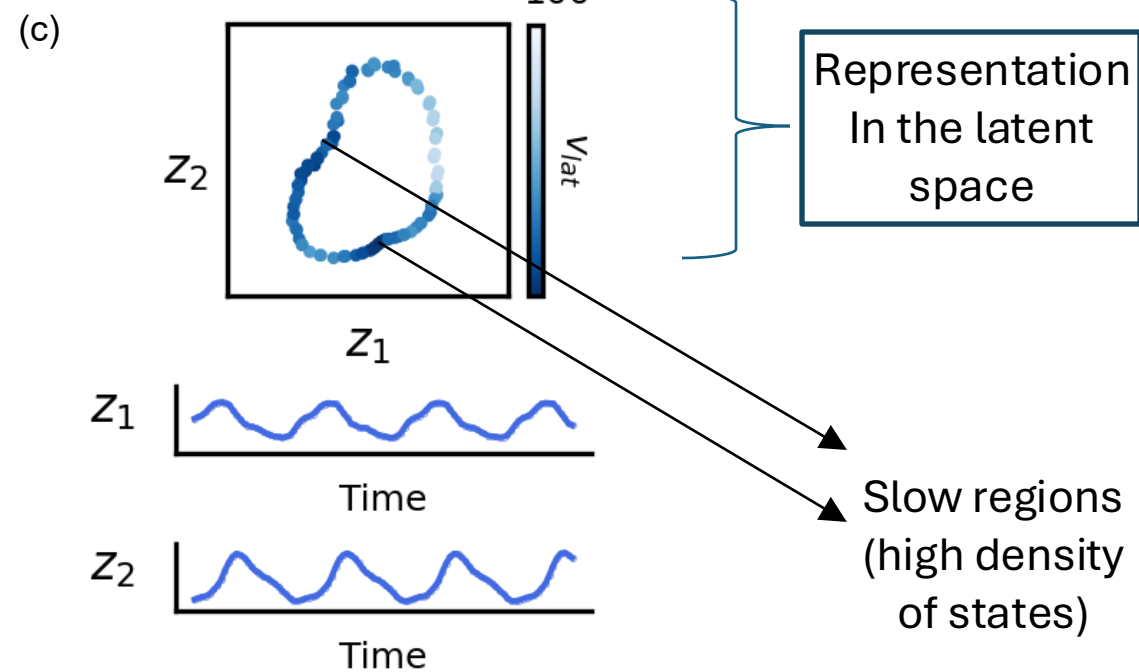 (c)
Representation
In the latent
space
z₂
v_lat
z₁
z₁
Time
z₂
Time
Slow regions
(high density
of states)